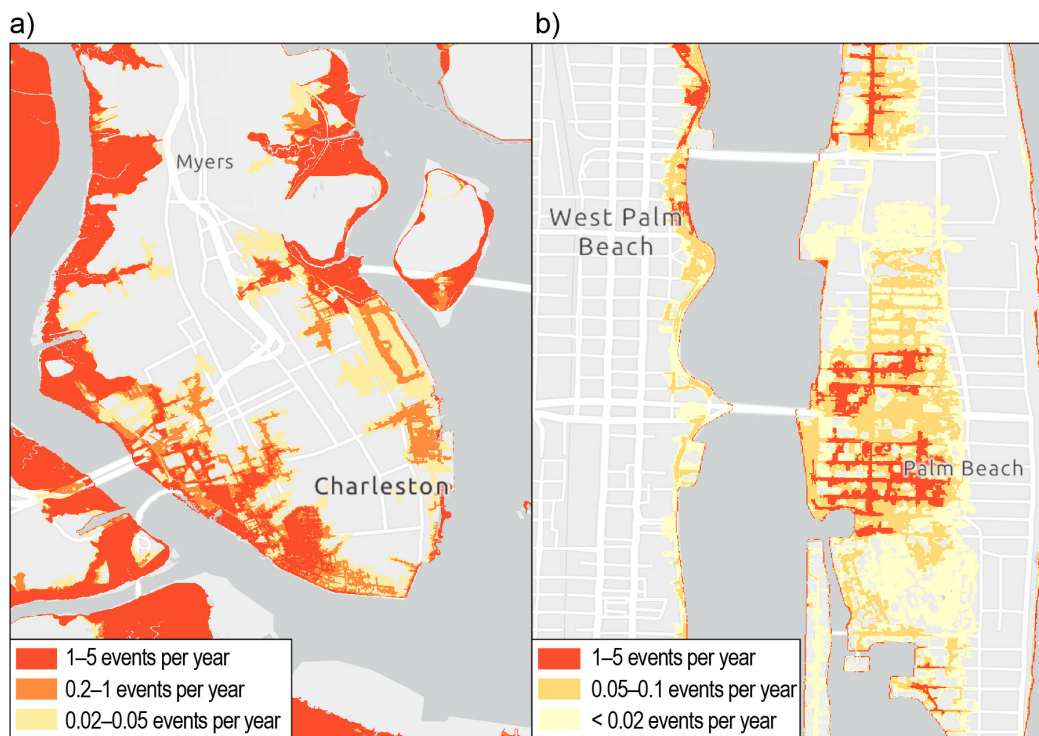 a)
b)
Myers
West Palm
Beach
Charleston
Palm Beach
1–5 events per year
0.2–1 events per year
0.02–0.05 events per year
1–5 events per year
0.05–0.1 events per year
< 0.02 events per year